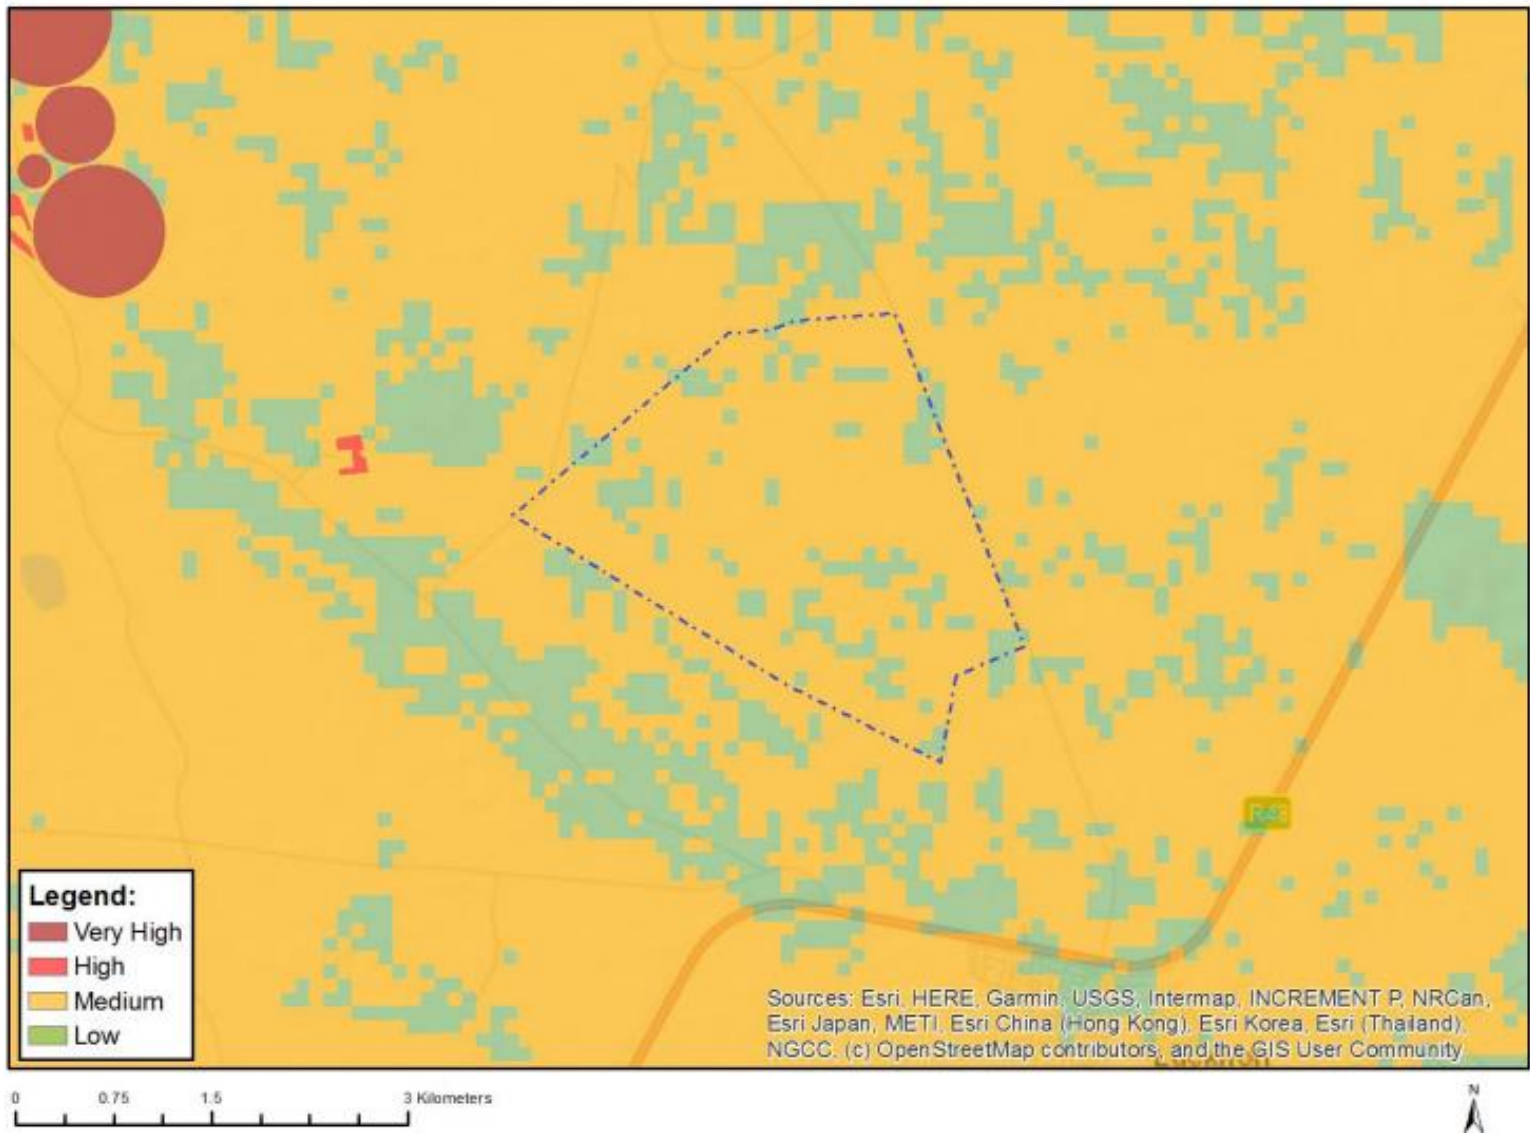 R48
Legend:
Very High
High
Medium
Low
Sources: Esri, HERE, Garmin, USGS, Intermap, INCREMENT P, NRCan,
Esri Japan, METI, Esri China (Hong Kong), Esri Korea, Esri (Thailand),
NGCC, (c) OpenStreetMap contributors, and the GIS User Community
0 0.75 1.5 3 Kilometers
N